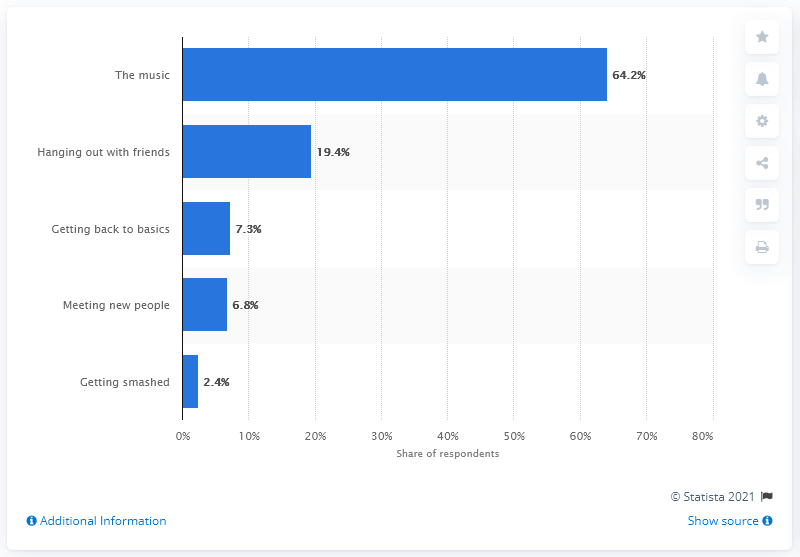 The music
64.2%
Hanging out with friends
19.4%
Getting back to basics
7.3%
Meeting new people
6.8%
Getting smashed
2.4%
0%
10%
20%
30%
40%
50%
60%
70%
80%
Share of respondents
© Statista 2021
Additional Information
Show source